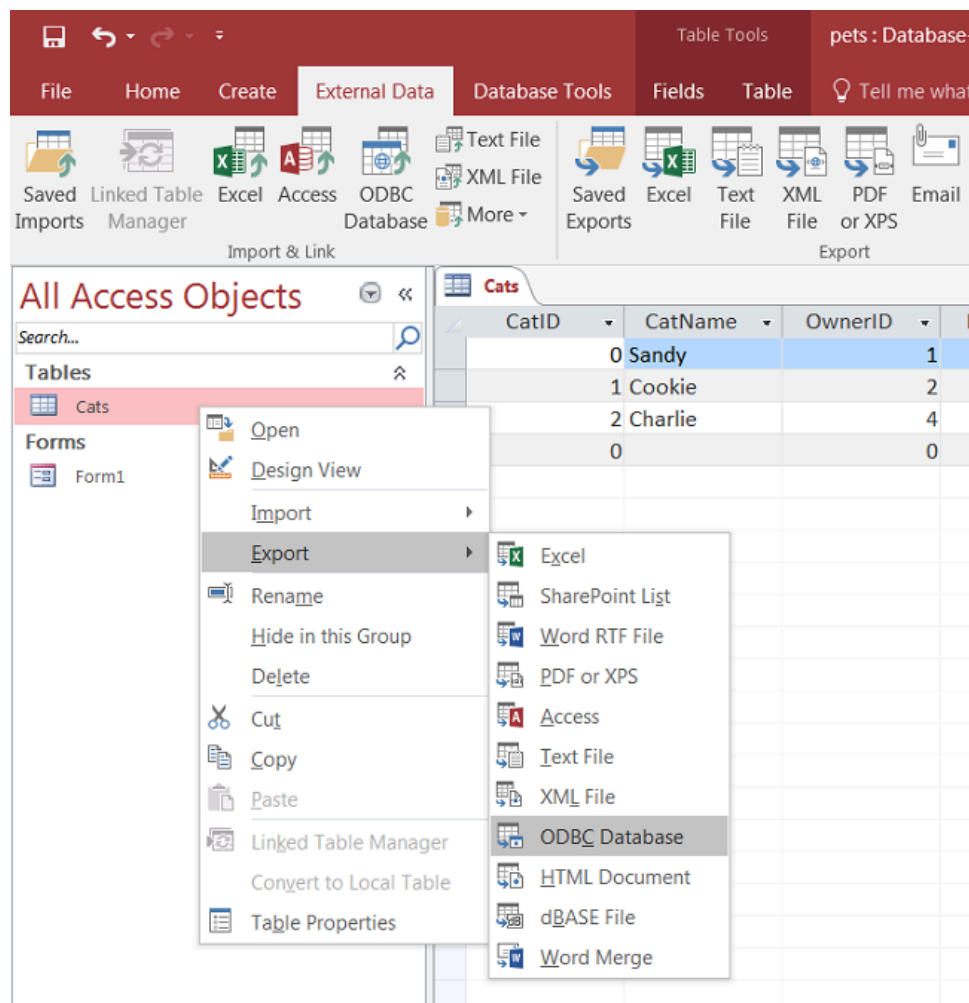 Table Tools
pets : Database-
File Home Create External Data Database Tools Fields Table Tell me what
Saved Imports
Linked Table Manager
Excel
Access
ODBC Database
Text File
XML File
More
Import & Link
Saved Exports
Excel
Text File
XML File
PDF or XPS
Email
Export
All Access Objects
Search...
Tables
Cats
Forms
Form1
Cats
CatID CatName OwnerID
0 Sandy 1
1 Cookie 2
2 Charlie 4
0 0
Open
Design View
Import
Export
Rename
Hide in this Group
Delete
Cut
Copy
Paste
Linked Table Manager
Convert to Local Table
Table Properties
Excel
SharePoint List
Word RTF File
PDF or XPS
Access
Text File
XML File
ODBC Database
HTML Document
dBASE File
Word Merge